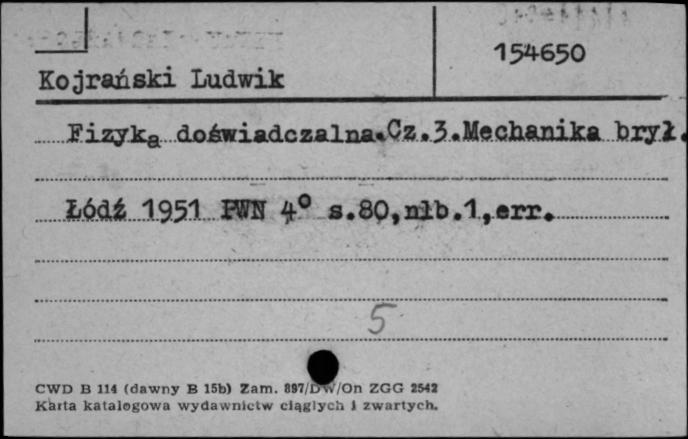 154650
Kojrański Ludwik
Fizyka doświadczalna.Cz.3.Mechanika brył.
Łódź 1951 PWN 4° s.80,nlb.1,err.
5
CWD B 114 (dawny B 15b) Zam. 897/DW/On ZGG 2542
Karta katalogowa wydawnictw ciągłych i zwartych.